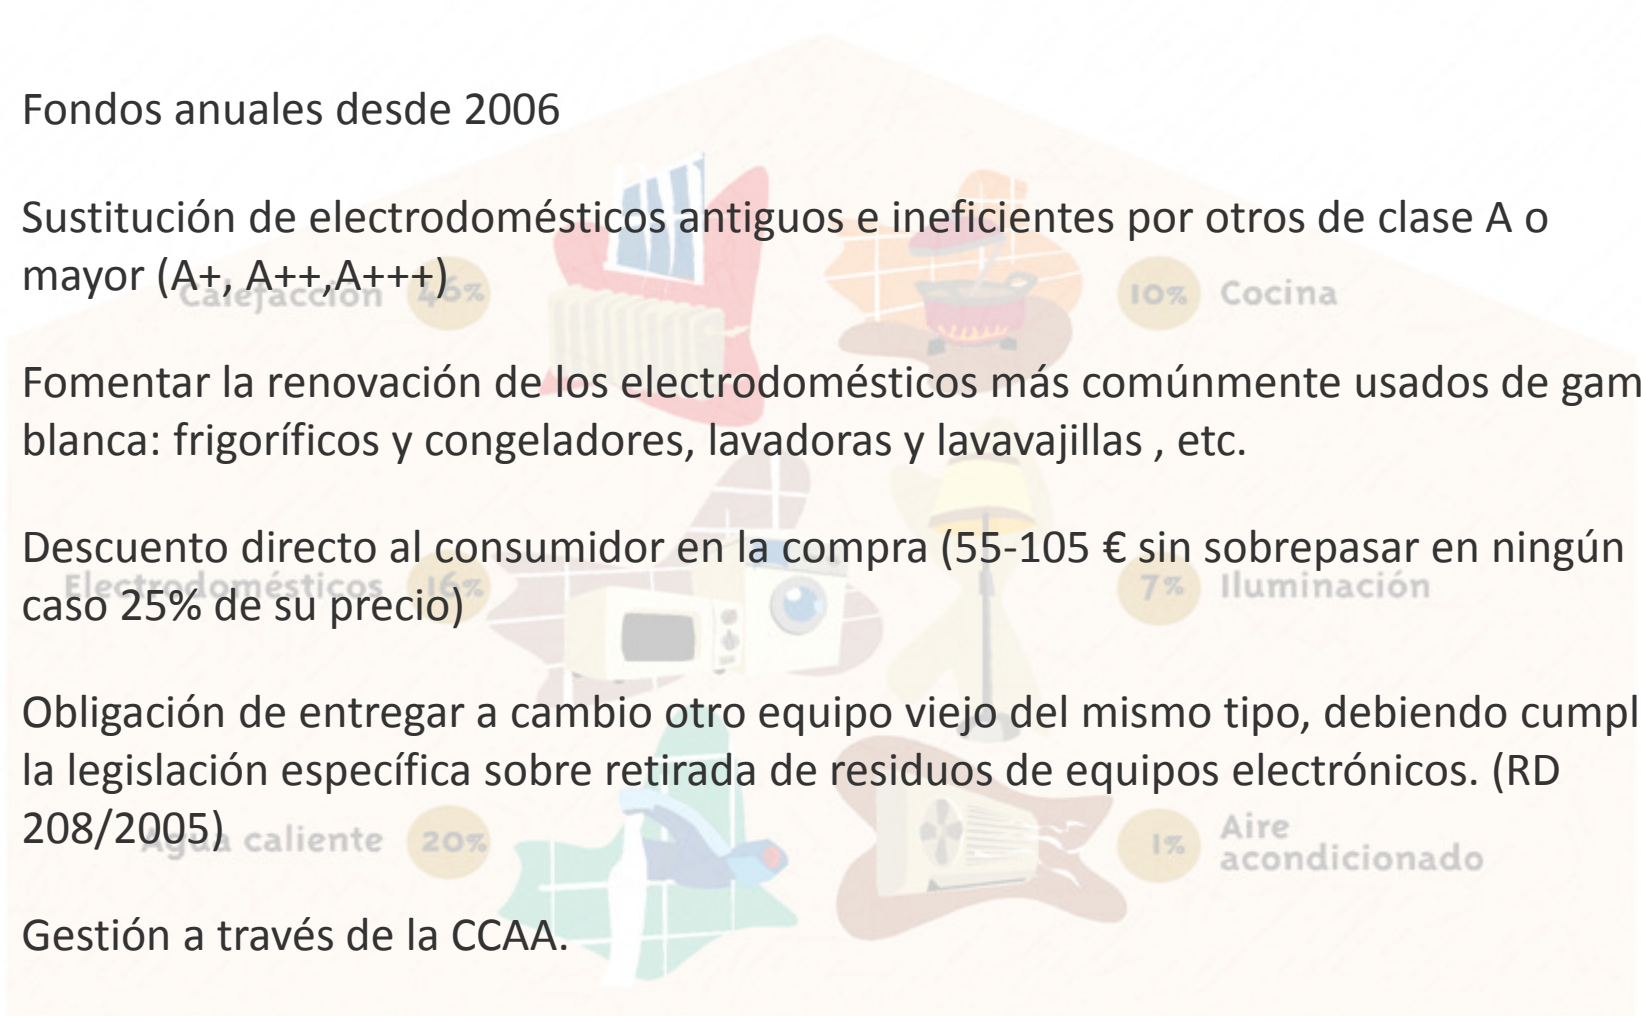 Fondos anuales desde 2006
Sustitución de electrodomésticos antiguos e ineficientes por otros de clase A o
mayor (A+, A++,A+++)
Calefacción 46%
10% Cocina
Fomentar la renovación de los electrodomésticos más comúnmente usados de gam
blanca: frigoríficos y congeladores, lavadoras y lavavajillas , etc.
Descuento directo al consumidor en la compra (55-105 € sin sobrepasar en ningún
Electrodomésticos 16%
7% Iluminación
caso 25% de su precio)
Obligación de entregar a cambio otro equipo viejo del mismo tipo, debiendo cumpl
la legislación específica sobre retirada de residuos de equipos electrónicos. (RD
208/2005)
Agua caliente 20%
1% Aire
acondicionado
Gestión a través de la CCAA.